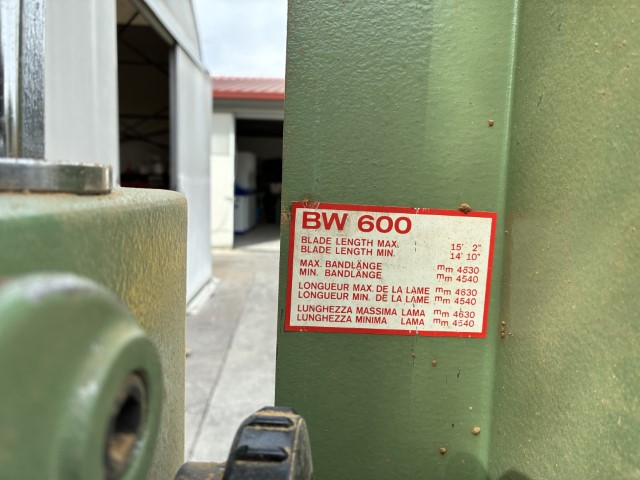 BW 600
BLADE LENGTH MAX. 15' 2"
BLADE LENGTH MIN. 14' 10"
MAX. BANDLÄNGE mm 4630
MIN. BANDLÄNGE mm 4540
LONGUEUR MAX. DE LA LAME mm 4630
LONGUEUR MIN. DE LA LAME mm 4540
LUNGHEZZA MASSIMA LAMA mm 4630
LUNGHEZZA MINIMA LAMA mm 4540